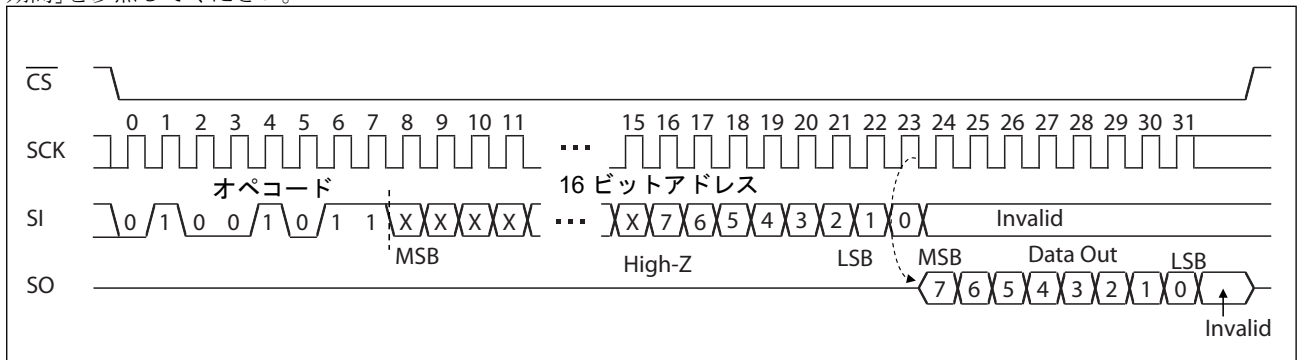 CS
0 1 2 3 4 5 6 7 8 9 10 11 15 16 17 18 19 20 21 22 23 24 25 26 27 28 29 30 31
SCK ...
オペコード 16 ビットアドレス
SI 0 1 0 0 1 0 1 1 X X X X ... X 7 6 5 4 3 2 1 0 Invalid
MSB High-Z LSB MSB Data Out LSB
SO 7 6 5 4 3 2 1 0
Invalid